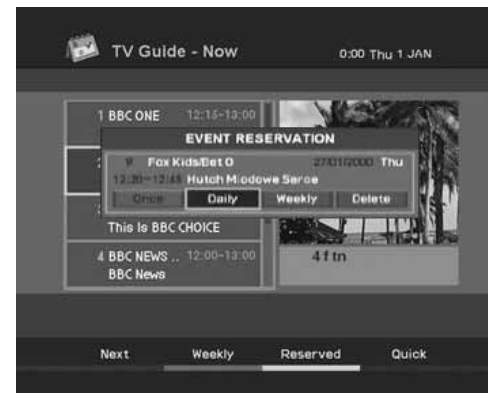 TV Guide - Now
0:00 Thu 1 JAN
1 BBC ONE 12:15-13:00
EVENT RESERVATION
9 Fox Kids/Bet 0 27/01/2000 Thu
12:20-12:45 Hutch Miodowe Serce
Once Daily Weekly Delete
This Is BBC CHOICE
4 BBC NEWS .. 12:00-13:00
BBC News
4 f tn
Next Weekly Reserved Quick